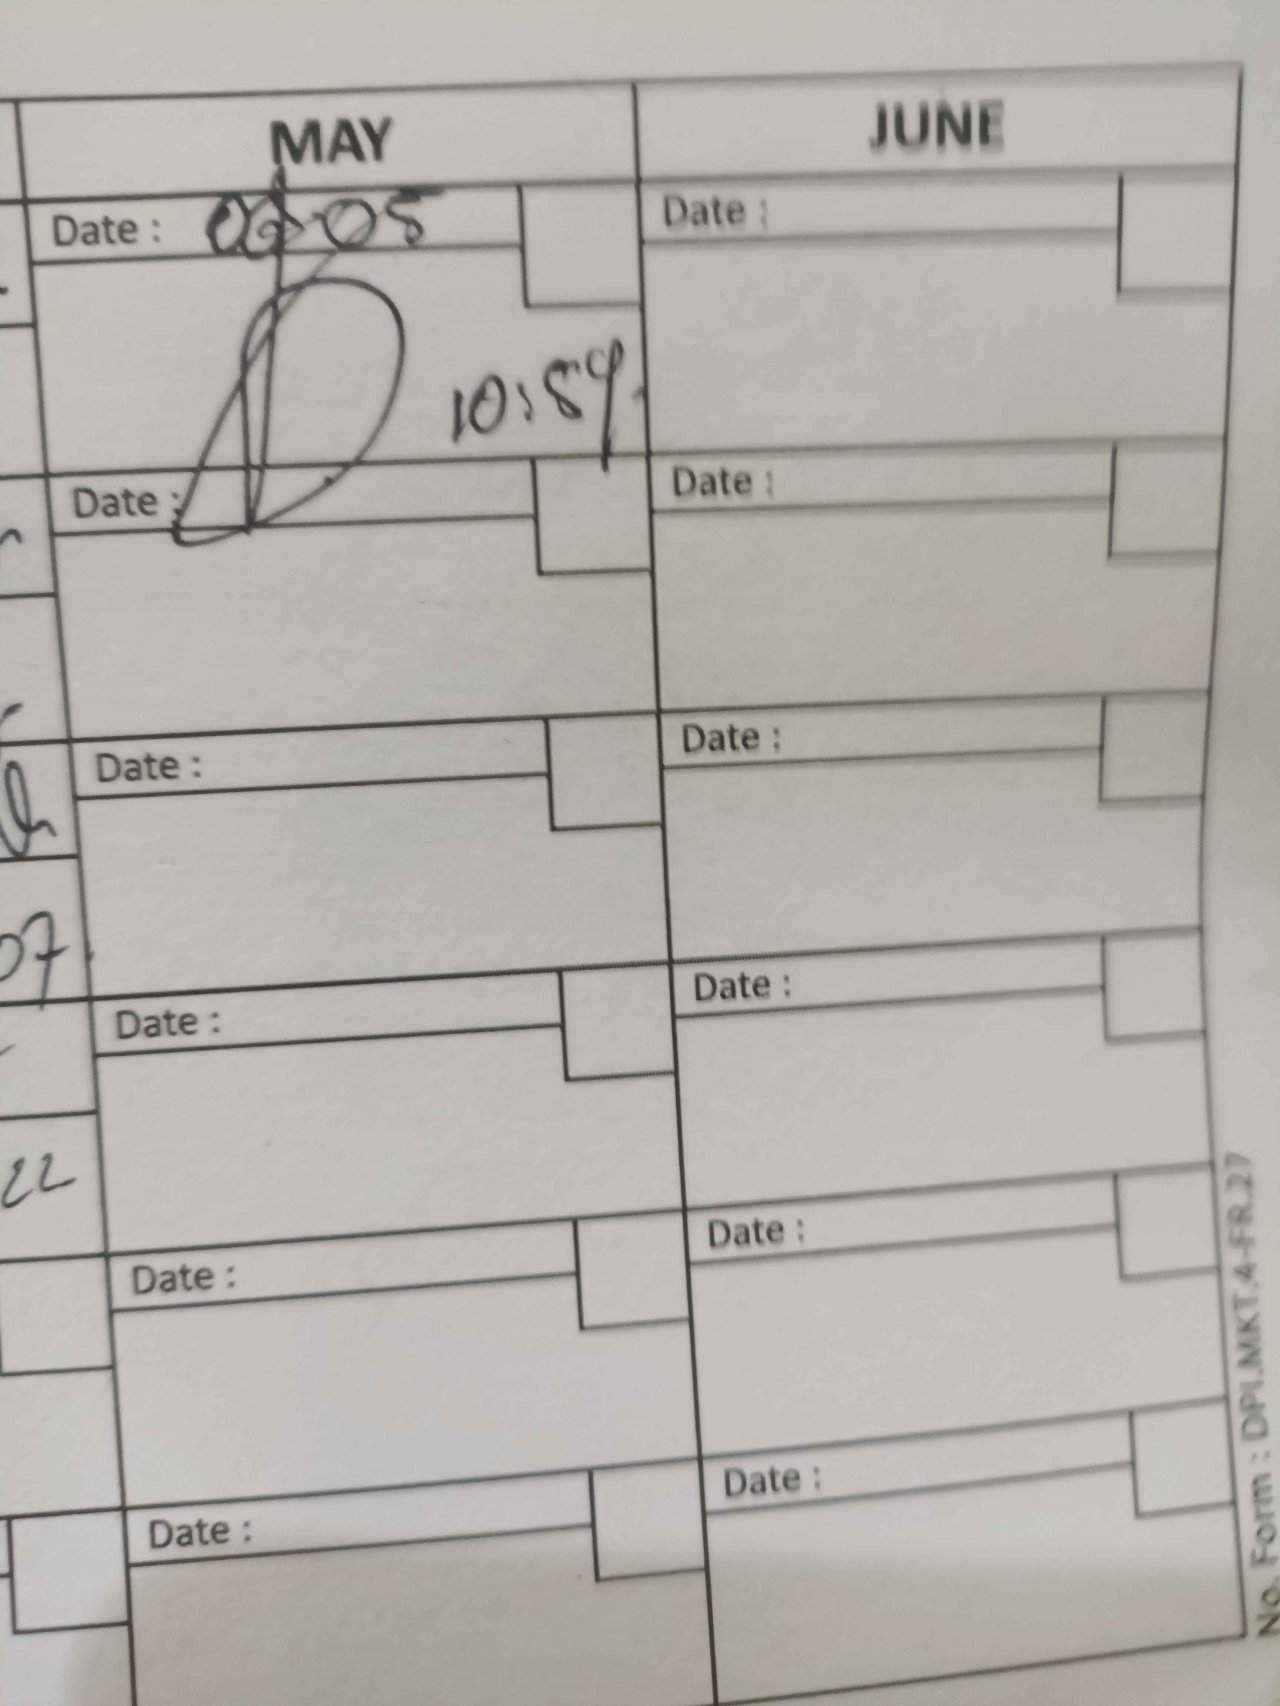 MAY JUNE
Date : Date :
10:59
Date : Date :
Date : Date :
07
Date : Date :
22
Date : Date :
Date : Date :
No. Form : DPI.MKT.4-FR.27